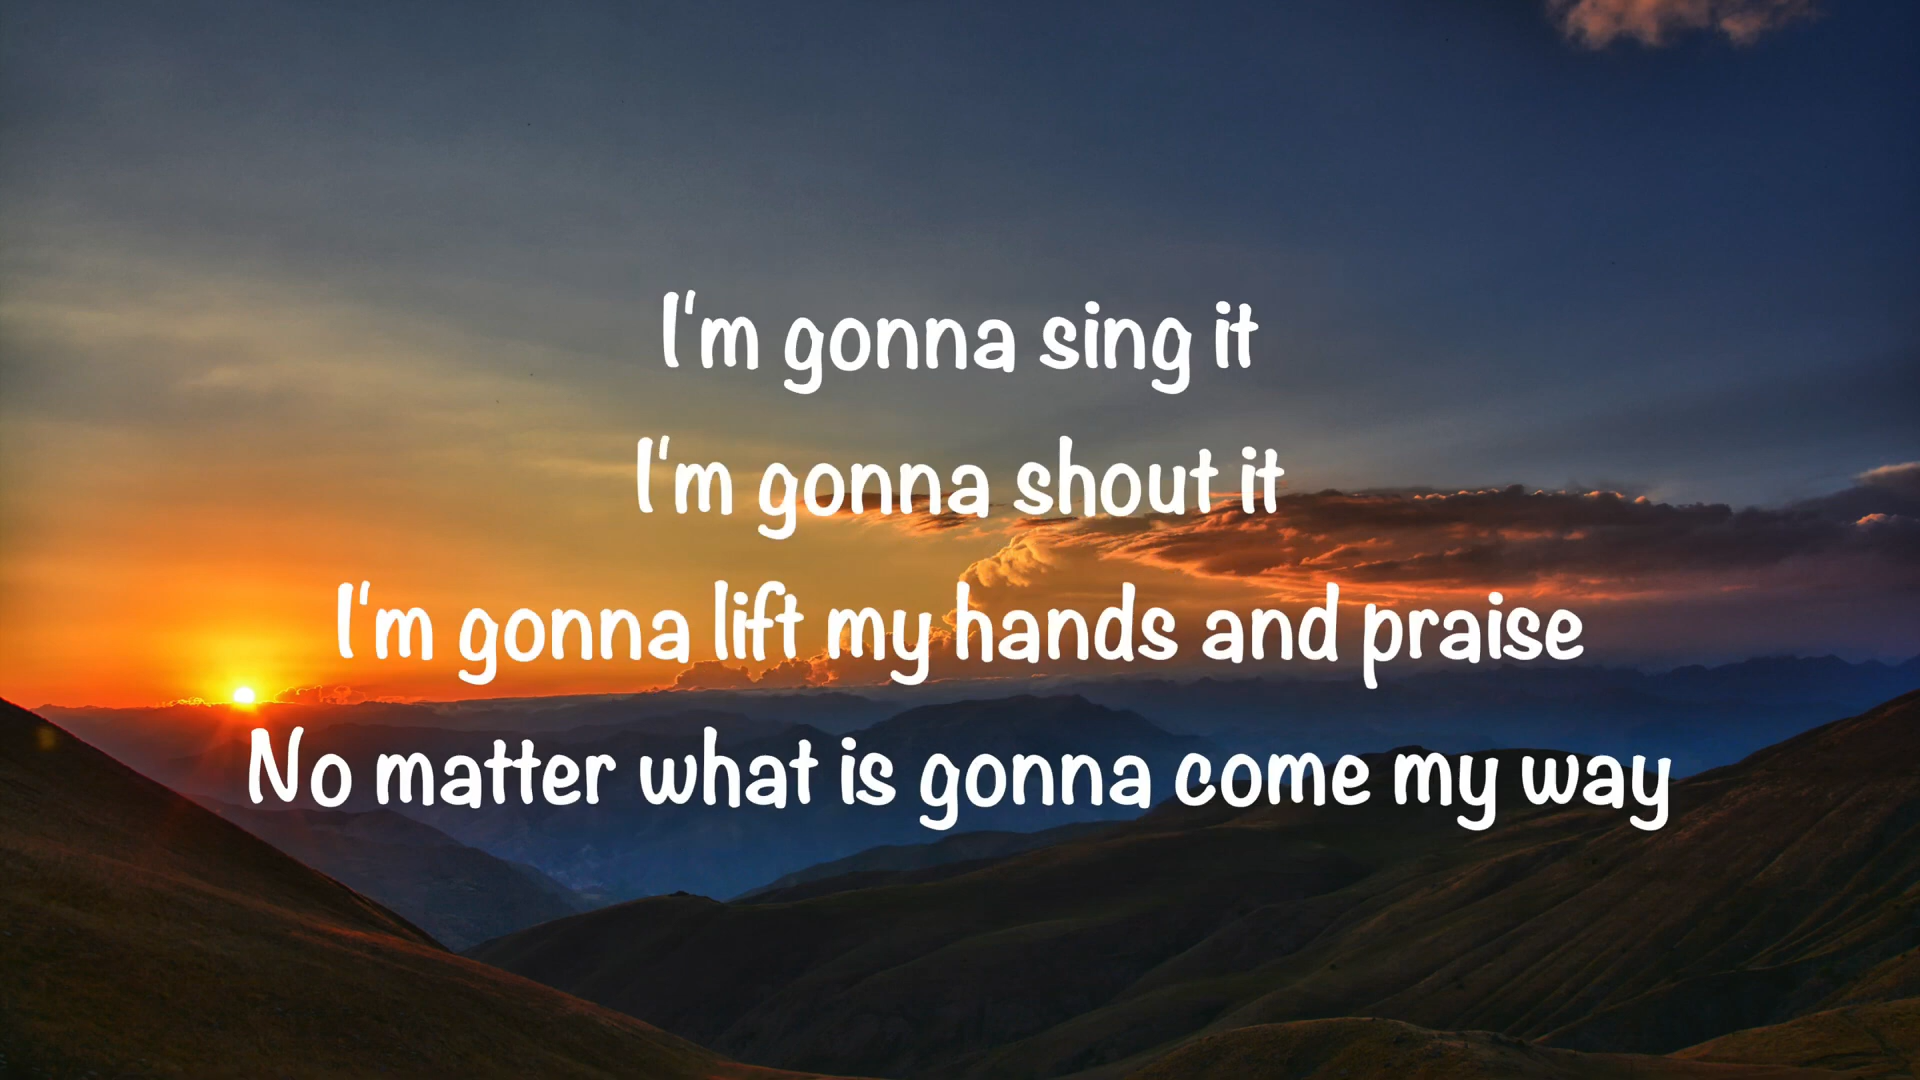 I'm gonna sing it
I'm gonna shout it
I'm gonna lift my hands and praise
No matter what is gonna come my way